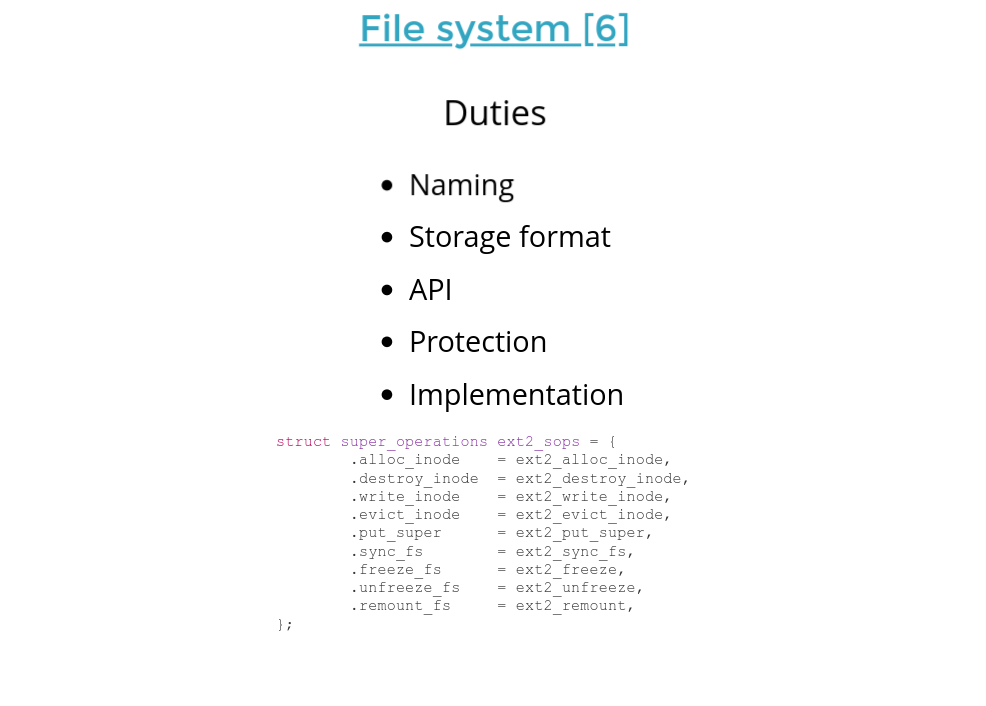 File system [6]
Duties
• Naming
• Storage format
• API
• Protection
• Implementation
struct super_operations ext2_sops = {
        .alloc_inode    = ext2_alloc_inode,
        .destroy_inode  = ext2_destroy_inode,
        .write_inode    = ext2_write_inode,
        .evict_inode    = ext2_evict_inode,
        .put_super      = ext2_put_super,
        .sync_fs        = ext2_sync_fs,
        .freeze_fs      = ext2_freeze,
        .unfreeze_fs    = ext2_unfreeze,
        .remount_fs     = ext2_remount,
};